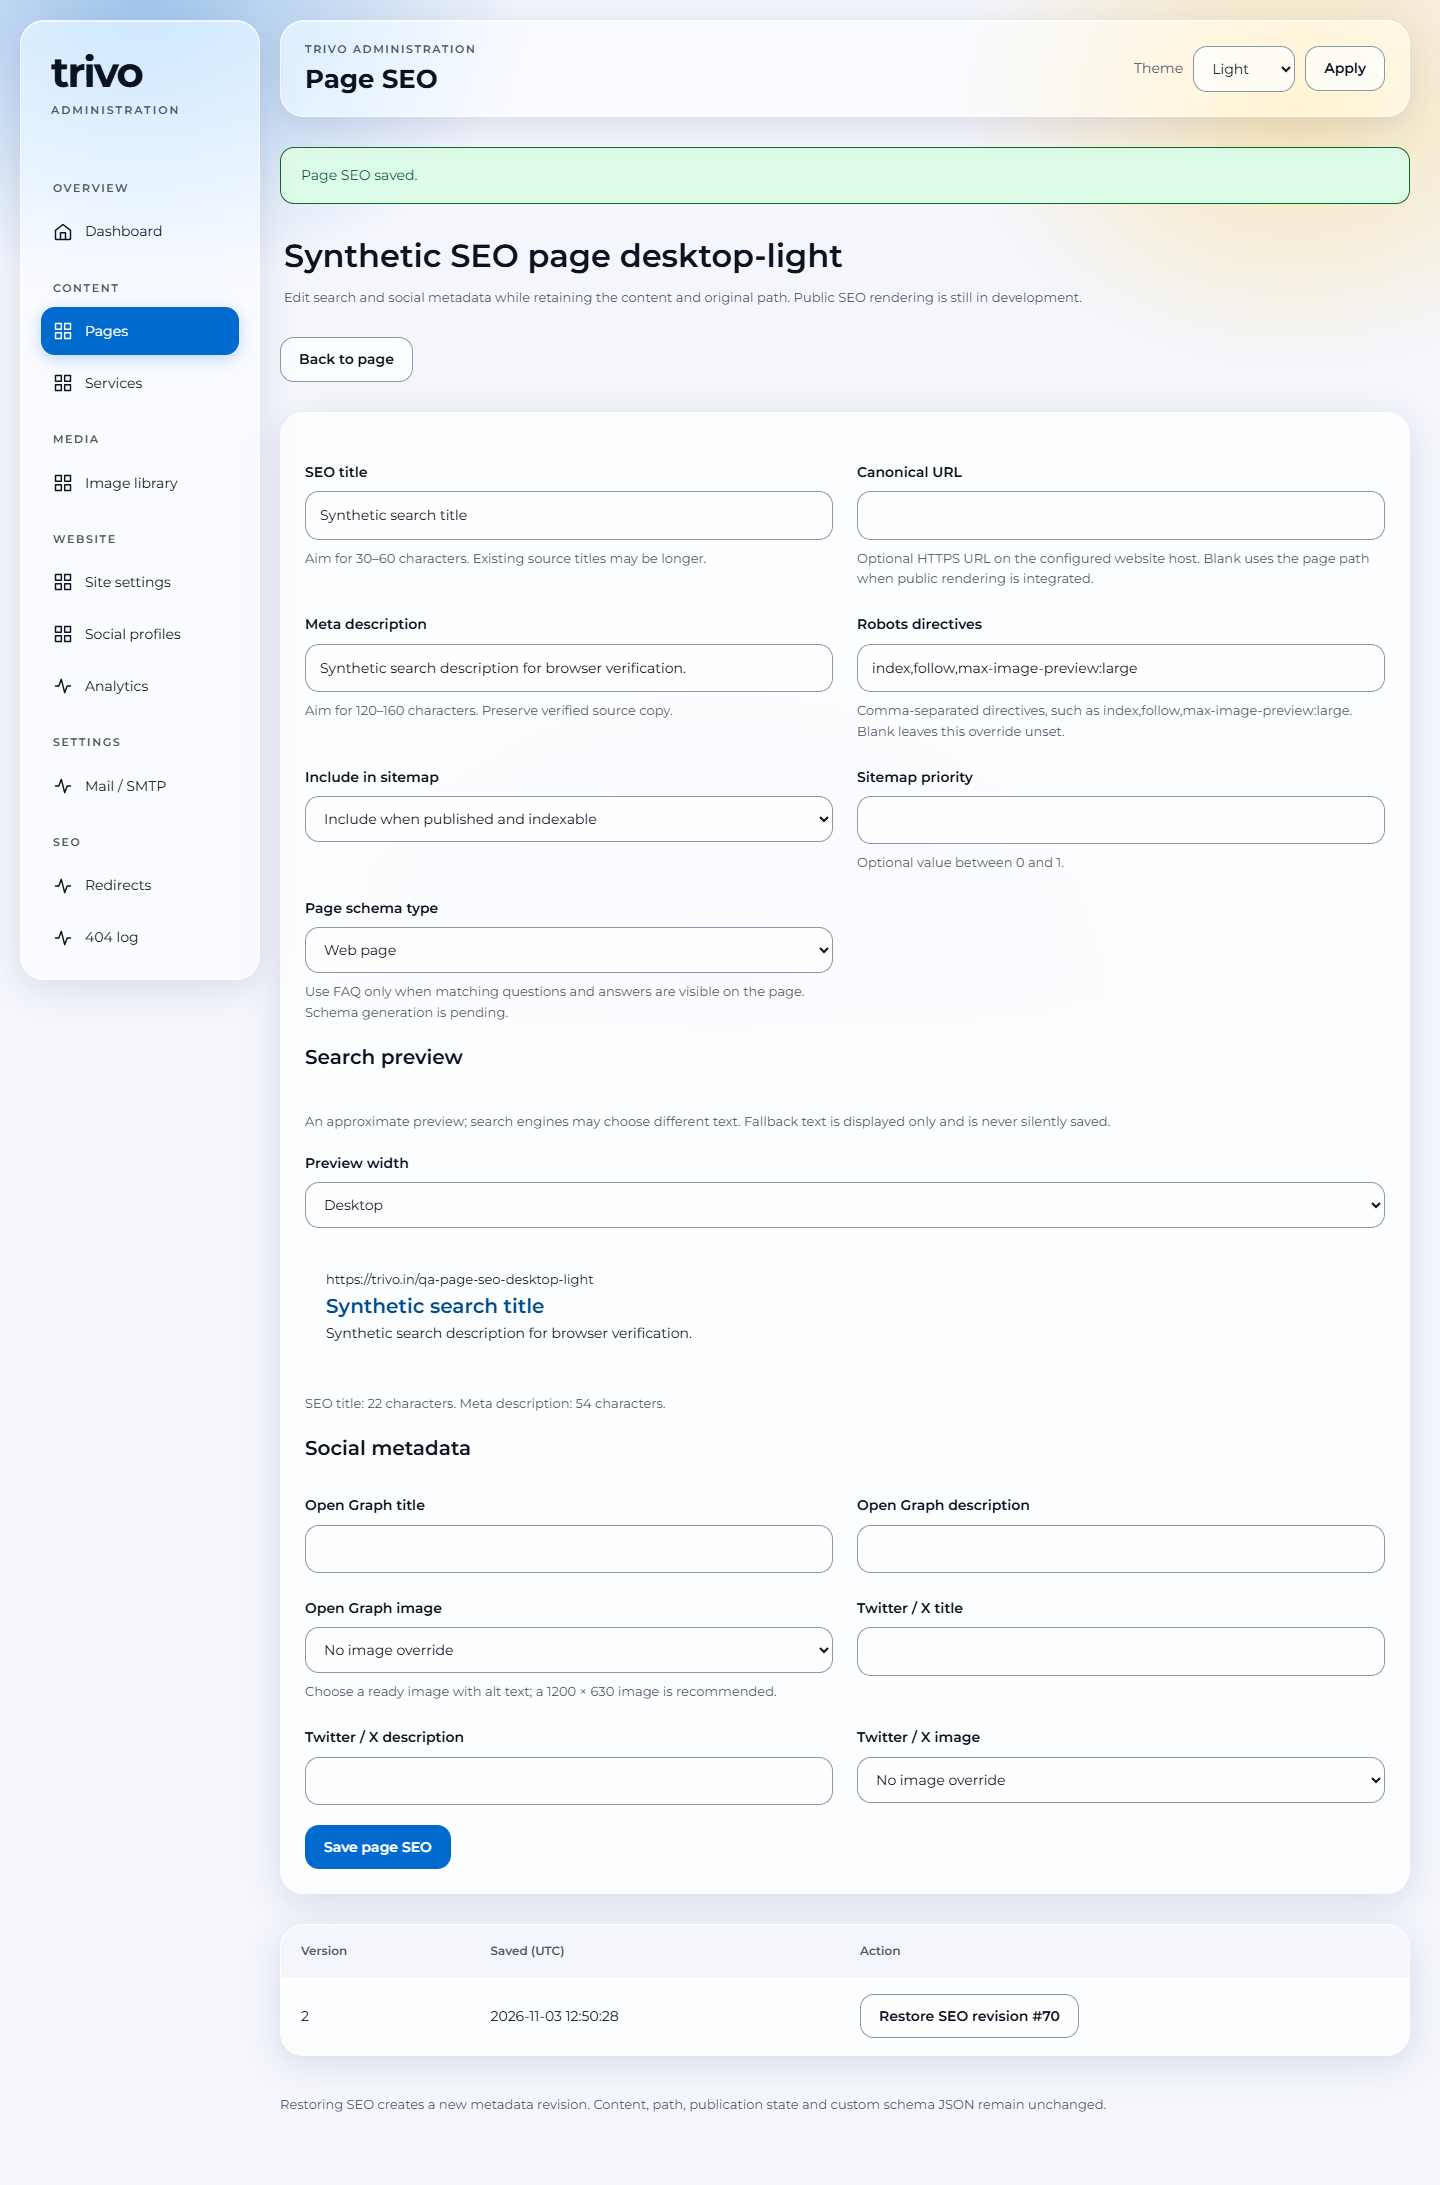 trivo
ADMINISTRATION
OVERVIEW
Dashboard
CONTENT
Pages
Services
MEDIA
Image library
WEBSITE
Site settings
Social profiles
Analytics
SETTINGS
Mail / SMTP
SEO
Redirects
404 log
TRIVO ADMINISTRATION
Page SEO
Theme
Light
Apply
Page SEO saved.
Synthetic SEO page desktop-light
Edit search and social metadata while retaining the content and original path. Public SEO rendering is still in development.
Back to page
SEO title
Synthetic search title
Aim for 30–60 characters. Existing source titles may be longer.
Canonical URL
Optional HTTPS URL on the configured website host. Blank uses the page path
when public rendering is integrated.
Meta description
Synthetic search description for browser verification.
Aim for 120–160 characters. Preserve verified source copy.
Robots directives
index,follow,max-image-preview:large
Comma-separated directives, such as index,follow,max-image-preview:large.
Blank leaves this override unset.
Include in sitemap
Include when published and indexable
Sitemap priority
Optional value between 0 and 1.
Page schema type
Web page
Use FAQ only when matching questions and answers are visible on the page.
Schema generation is pending.
Search preview
An approximate preview; search engines may choose different text. Fallback text is displayed only and is never silently saved.
Preview width
Desktop
https://trivo.in/qa-page-seo-desktop-light
Synthetic search title
Synthetic search description for browser verification.
SEO title: 22 characters. Meta description: 54 characters.
Social metadata
Open Graph title
Open Graph description
Open Graph image
No image override
Choose a ready image with alt text; a 1200 × 630 image is recommended.
Twitter / X title
Twitter / X description
Twitter / X image
No image override
Save page SEO
Version
Saved (UTC)
Action
2
2026-11-03 12:50:28
Restore SEO revision #70
Restoring SEO creates a new metadata revision. Content, path, publication state and custom schema JSON remain unchanged.